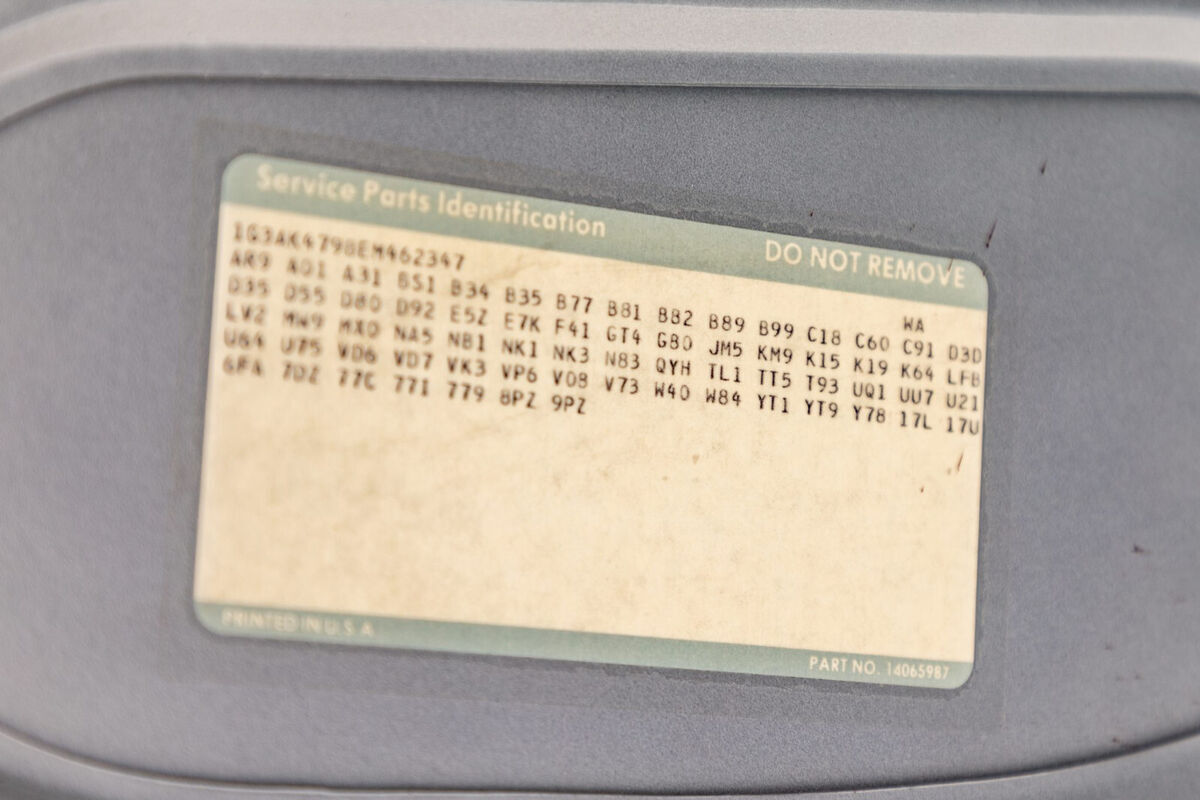 Service Parts Identification
DO NOT REMOVE
1G3AK4798EM462347 WA
AR9 A01 A31 BS1 B34 B35 B77 B81 B82 B89 B99 C18 C60 C91 D3D
D35 D55 D80 D92 E5Z E7K F41 GT4 G80 JM5 KM9 K15 K19 K64 LFB
LV2 MW9 MX0 NA5 NB1 NK1 NK3 N83 QYH TL1 TT5 T93 UQ1 UU7 U21
U64 U75 VD6 VD7 VK3 VP6 V08 V73 W40 W84 YT1 YT9 Y78 17L 17U
7DZ 77C 771 779 8PZ 9PZ
PRINTED IN U.S.A.
PART NO. 14065987